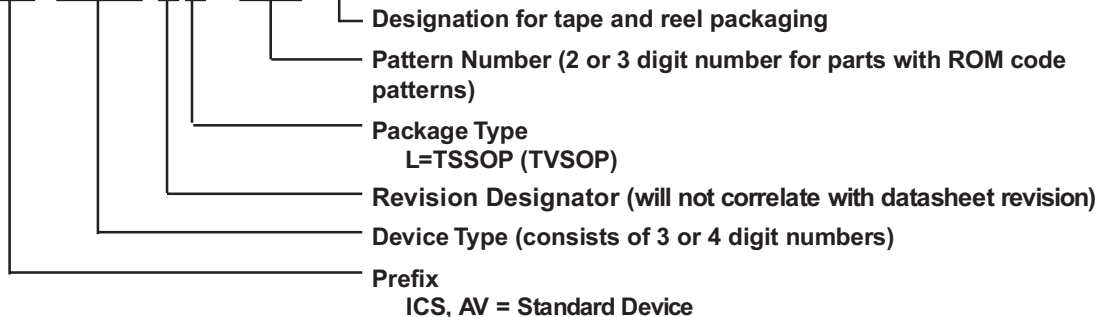 Designation for tape and reel packaging
Pattern Number (2 or 3 digit number for parts with ROM code
patterns)
Package Type
L=TSSOP (TVSOP)
Revision Designator (will not correlate with datasheet revision)
Device Type (consists of 3 or 4 digit numbers)
Prefix
ICS, AV = Standard Device